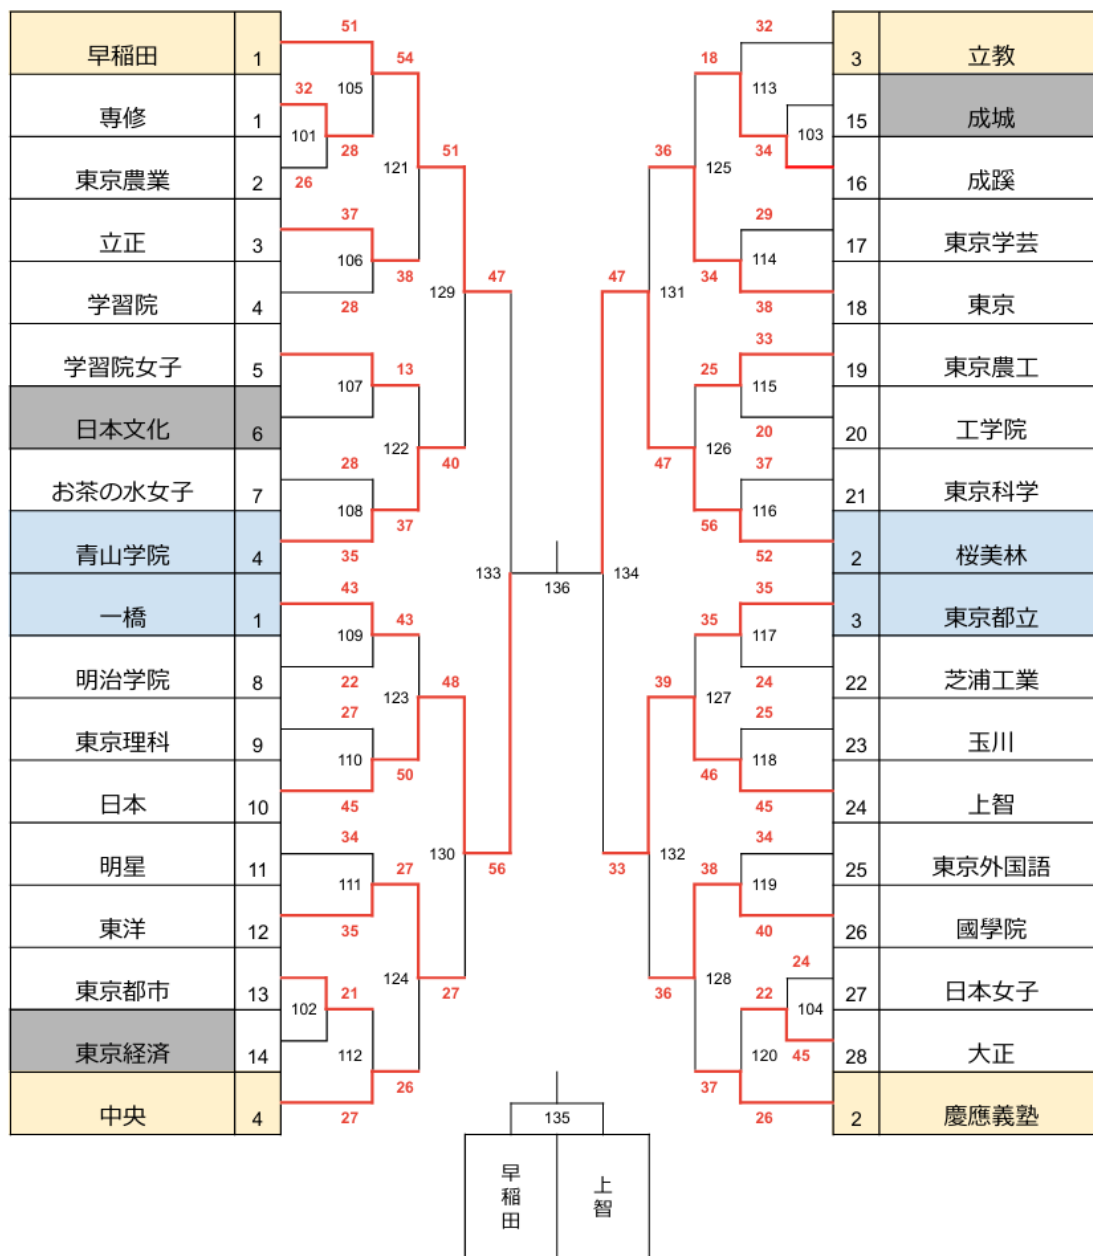 早稲田 1
専修 1
東京農業 2
立正 3
学習院 4
学習院女子 5
日本文化 6
お茶の水女子 7
青山学院 4
一橋 1
明治学院 8
東京理科 9
日本 10
明星 11
東洋 12
東京都市 13
東京経済 14
中央 4
51
32
105
101
28
26
37
106
28
107
28
108
35
43
109
22
27
110
45
34
111
35
21
102
112
27
54
121
38
13
122
37
43
123
50
27
124
26
51
129
40
48
130
27
47
133
56
136
47
134
33
36
131
47
39
132
36
18
125
34
25
126
56
35
127
46
38
128
37
32
113
103
34
29
114
38
33
115
20
37
116
52
35
117
24
25
118
45
34
119
40
24
22
104
120
45
26
3 立教
15 成城
16 成蹊
17 東京学芸
18 東京
19 東京農工
20 工学院
21 東京科学
2 桜美林
3 東京都立
22 芝浦工業
23 玉川
24 上智
25 東京外国語
26 國學院
27 日本女子
28 大正
2 慶應義塾
135
早稲田
上智